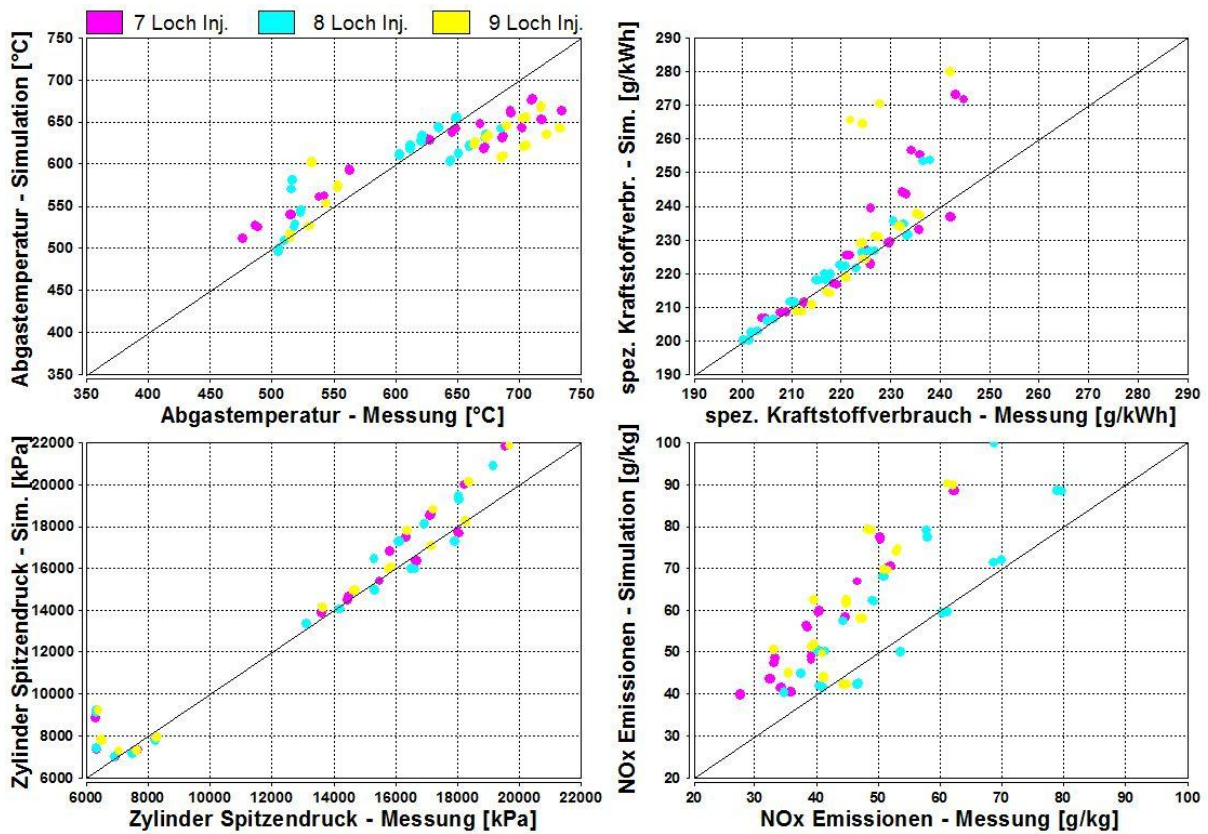 7 Loch Inj. 8 Loch Inj. 9 Loch Inj.
Abgastemperatur - Simulation [°C]
750
700
650
600
550
500
450
400
350
350 400 450 500 550 600 650 700 750
Abgastemperatur - Messung [°C]
spez. Kraftstoffverbr. - Sim. [g/kWh]
290
280
270
260
250
240
230
220
210
200
190
190 200 210 220 230 240 250 260 270 280 290
spez. Kraftstoffverbrauch - Messung [g/kWh]
Zylinder Spitzendruck - Sim. [kPa]
22000
20000
18000
16000
14000
12000
10000
8000
6000
6000 8000 10000 12000 14000 16000 18000 20000 22000
Zylinder Spitzendruck - Messung [kPa]
NOx Emissionen - Simulation [g/kg]
100
90
80
70
60
50
40
30
20
20 30 40 50 60 70 80 90 100
NOx Emissionen - Messung [g/kg]